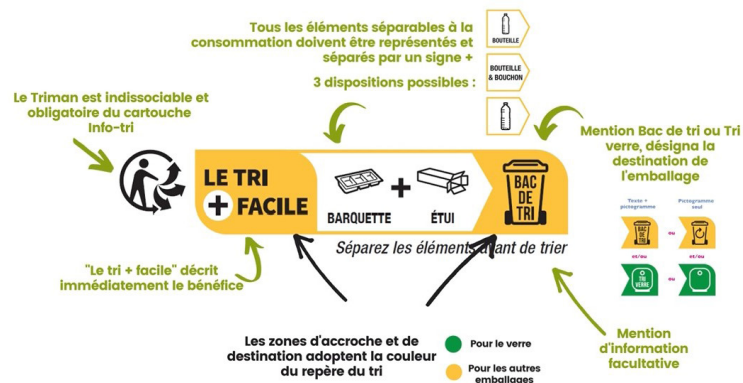 Tous les éléments séparables à la
consommation doivent être représentés et
séparés par un signe +
3 dispositions possibles :
BOUTEILLE
BOUTEILLE
& BOUCHON
Le Triman est indissociable et
obligatoire du cartouche
Info-tri
Mention Bac de tri ou Tri
verre, désigna la
destination de
l'emballage
LE TRI
+ FACILE
BARQUETTE
+
ÉTUI
BAC
DE
TRI
Séparez les éléments avant de trier
Texte +
pictogramme
Pictogramme
seul
BAC
DE
TRI
ou
et/ou
et/ou
TRI
VERRE
ou
"Le tri + facile" décrit
immédiatement le bénéfice
Les zones d'accroche et de
destination adoptent la couleur
du repère du tri
Pour le verre
Pour les autres
emballages
Mention
d'information
facultative